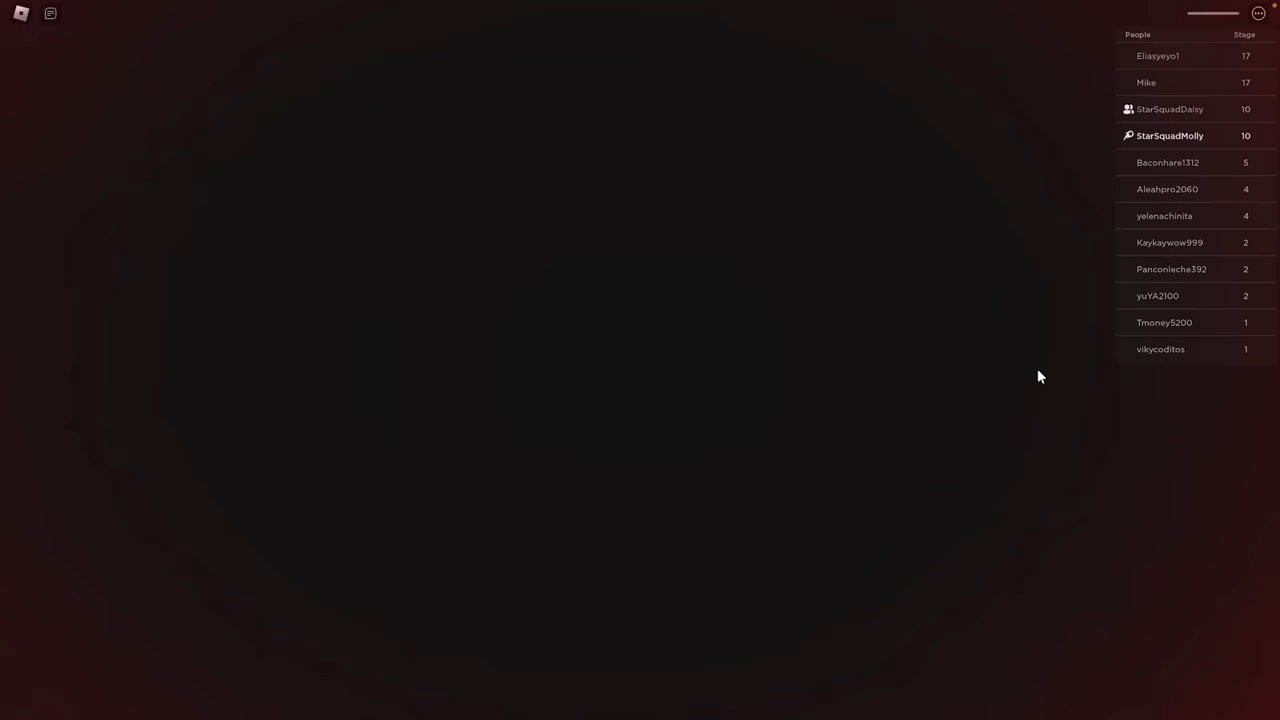 People Stage
Eliasyeyo1 17
Mike 17
StarSquadDaisy 10
StarSquadMolly 10
Baconhare1312 5
Aleahpro2060 4
yelenachinita 4
Kaykaywow999 2
Panconleche392 2
yuYA2100 2
Tmoney5200 1
vikycoditos 1